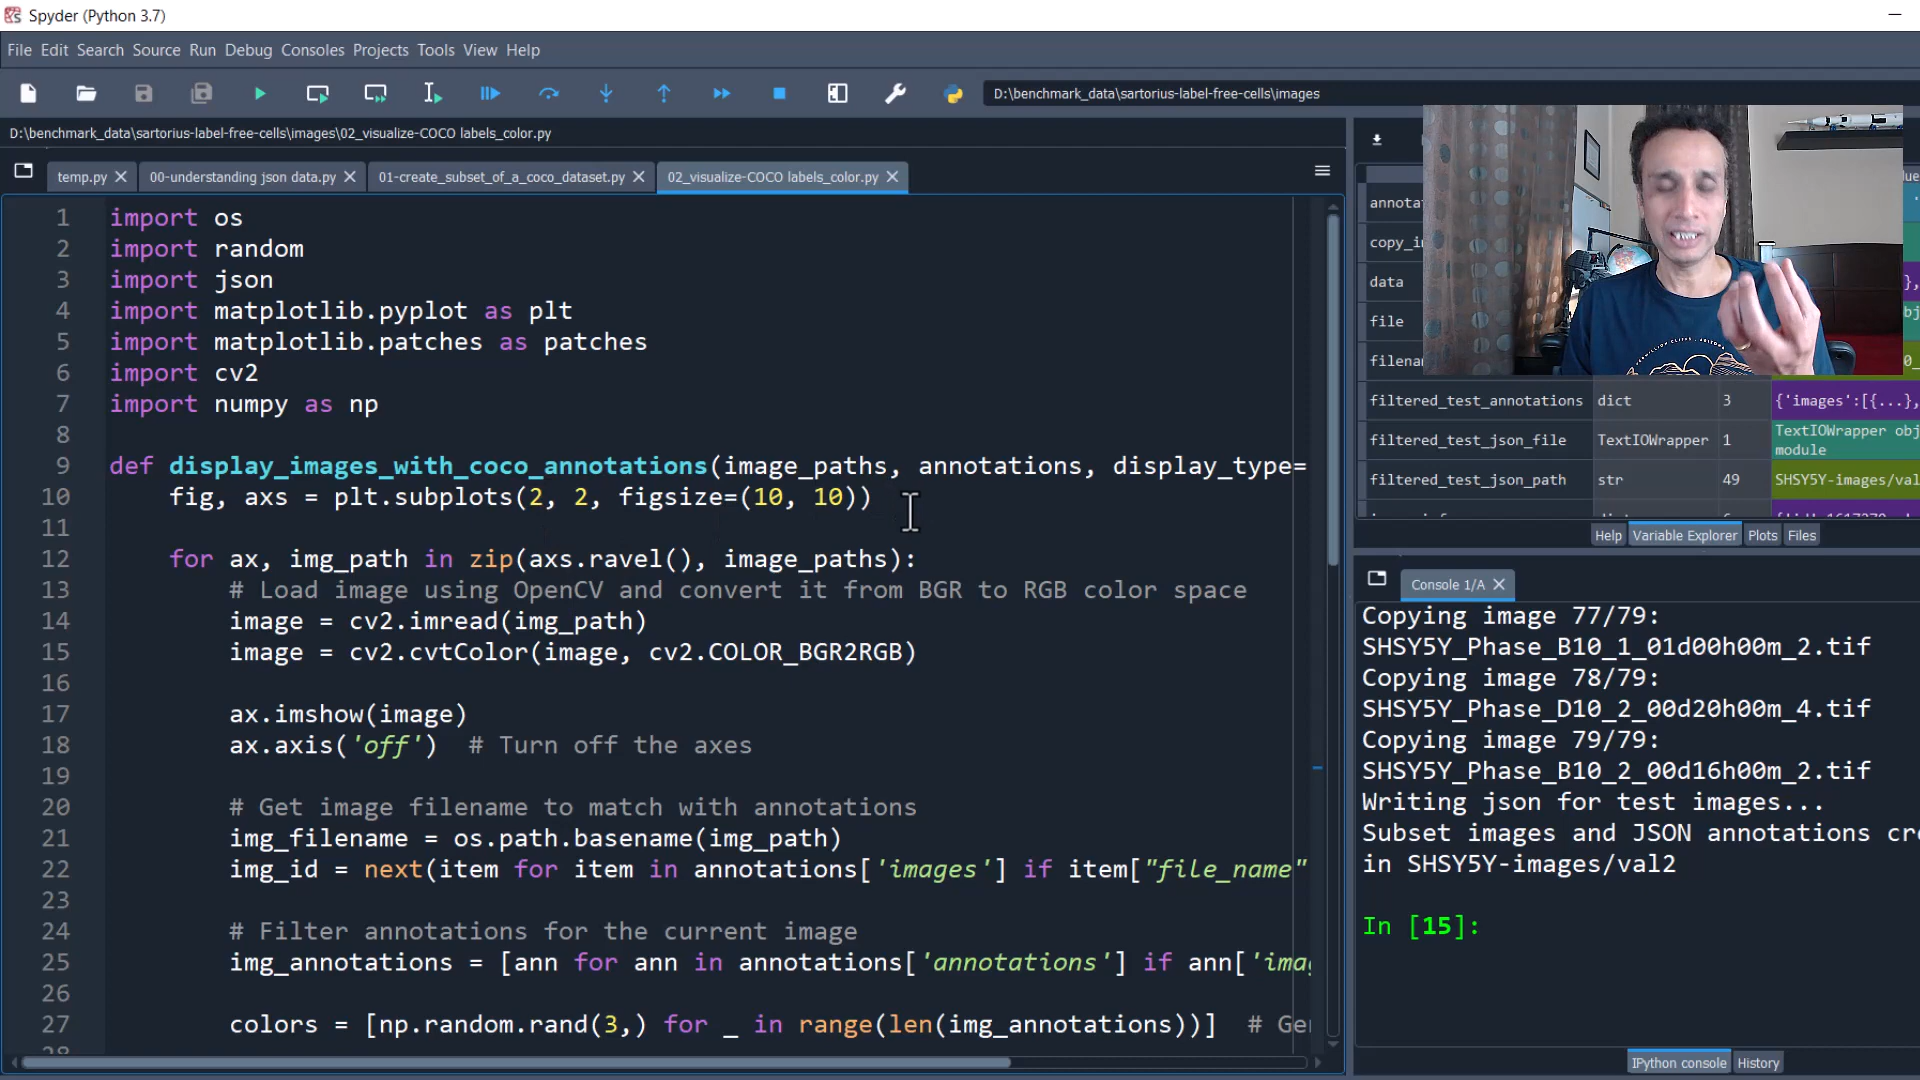 Spyder (Python 3.7)
File Edit Search Source Run Debug Consoles Projects Tools View Help
D:\benchmark_data\sartorius-label-free-cells\images
D:\benchmark_data\sartorius-label-free-cells\images\02_visualize-COCO labels_color.py
temp.py 00-understanding json data.py 01-create_subset_of_a_coco_dataset.py 02_visualize-COCO labels_color.py
1 import os
2 import random
3 import json
4 import matplotlib.pyplot as plt
5 import matplotlib.patches as patches
6 import cv2
7 import numpy as np
8
9 def display_images_with_coco_annotations(image_paths, annotations, display_type=
10 fig, axs = plt.subplots(2, 2, figsize=(10, 10))
11
12 for ax, img_path in zip(axs.ravel(), image_paths):
13 # Load image using OpenCV and convert it from BGR to RGB color space
14 image = cv2.imread(img_path)
15 image = cv2.cvtColor(image, cv2.COLOR_BGR2RGB)
16
17 ax.imshow(image)
18 ax.axis('off') # Turn off the axes
19
20 # Get image filename to match with annotations
21 img_filename = os.path.basename(img_path)
22 img_id = next(item for item in annotations['images'] if item["file_name"
23
24 # Filter annotations for the current image
25 img_annotations = [ann for ann in annotations['annotations'] if ann['ima
26
27 colors = [np.random.rand(3,) for _ in range(len(img_annotations))] # Ge
28
annota
copy_i
data
file
filena
filtered_test_annotations dict 3 {'images':[{...},
filtered_test_json_file TextIOWrapper 1 TextIOWrapper obj
module
filtered_test_json_path str 49 SHSY5Y-images/val
Help Variable Explorer Plots Files
Console 1/A
Copying image 77/79:
SHSY5Y_Phase_B10_1_01d00h00m_2.tif
Copying image 78/79:
SHSY5Y_Phase_D10_2_00d20h00m_4.tif
Copying image 79/79:
SHSY5Y_Phase_B10_2_00d16h00m_2.tif
Writing json for test images...
Subset images and JSON annotations cre
in SHSY5Y-images/val2
In [15]:
IPython console History